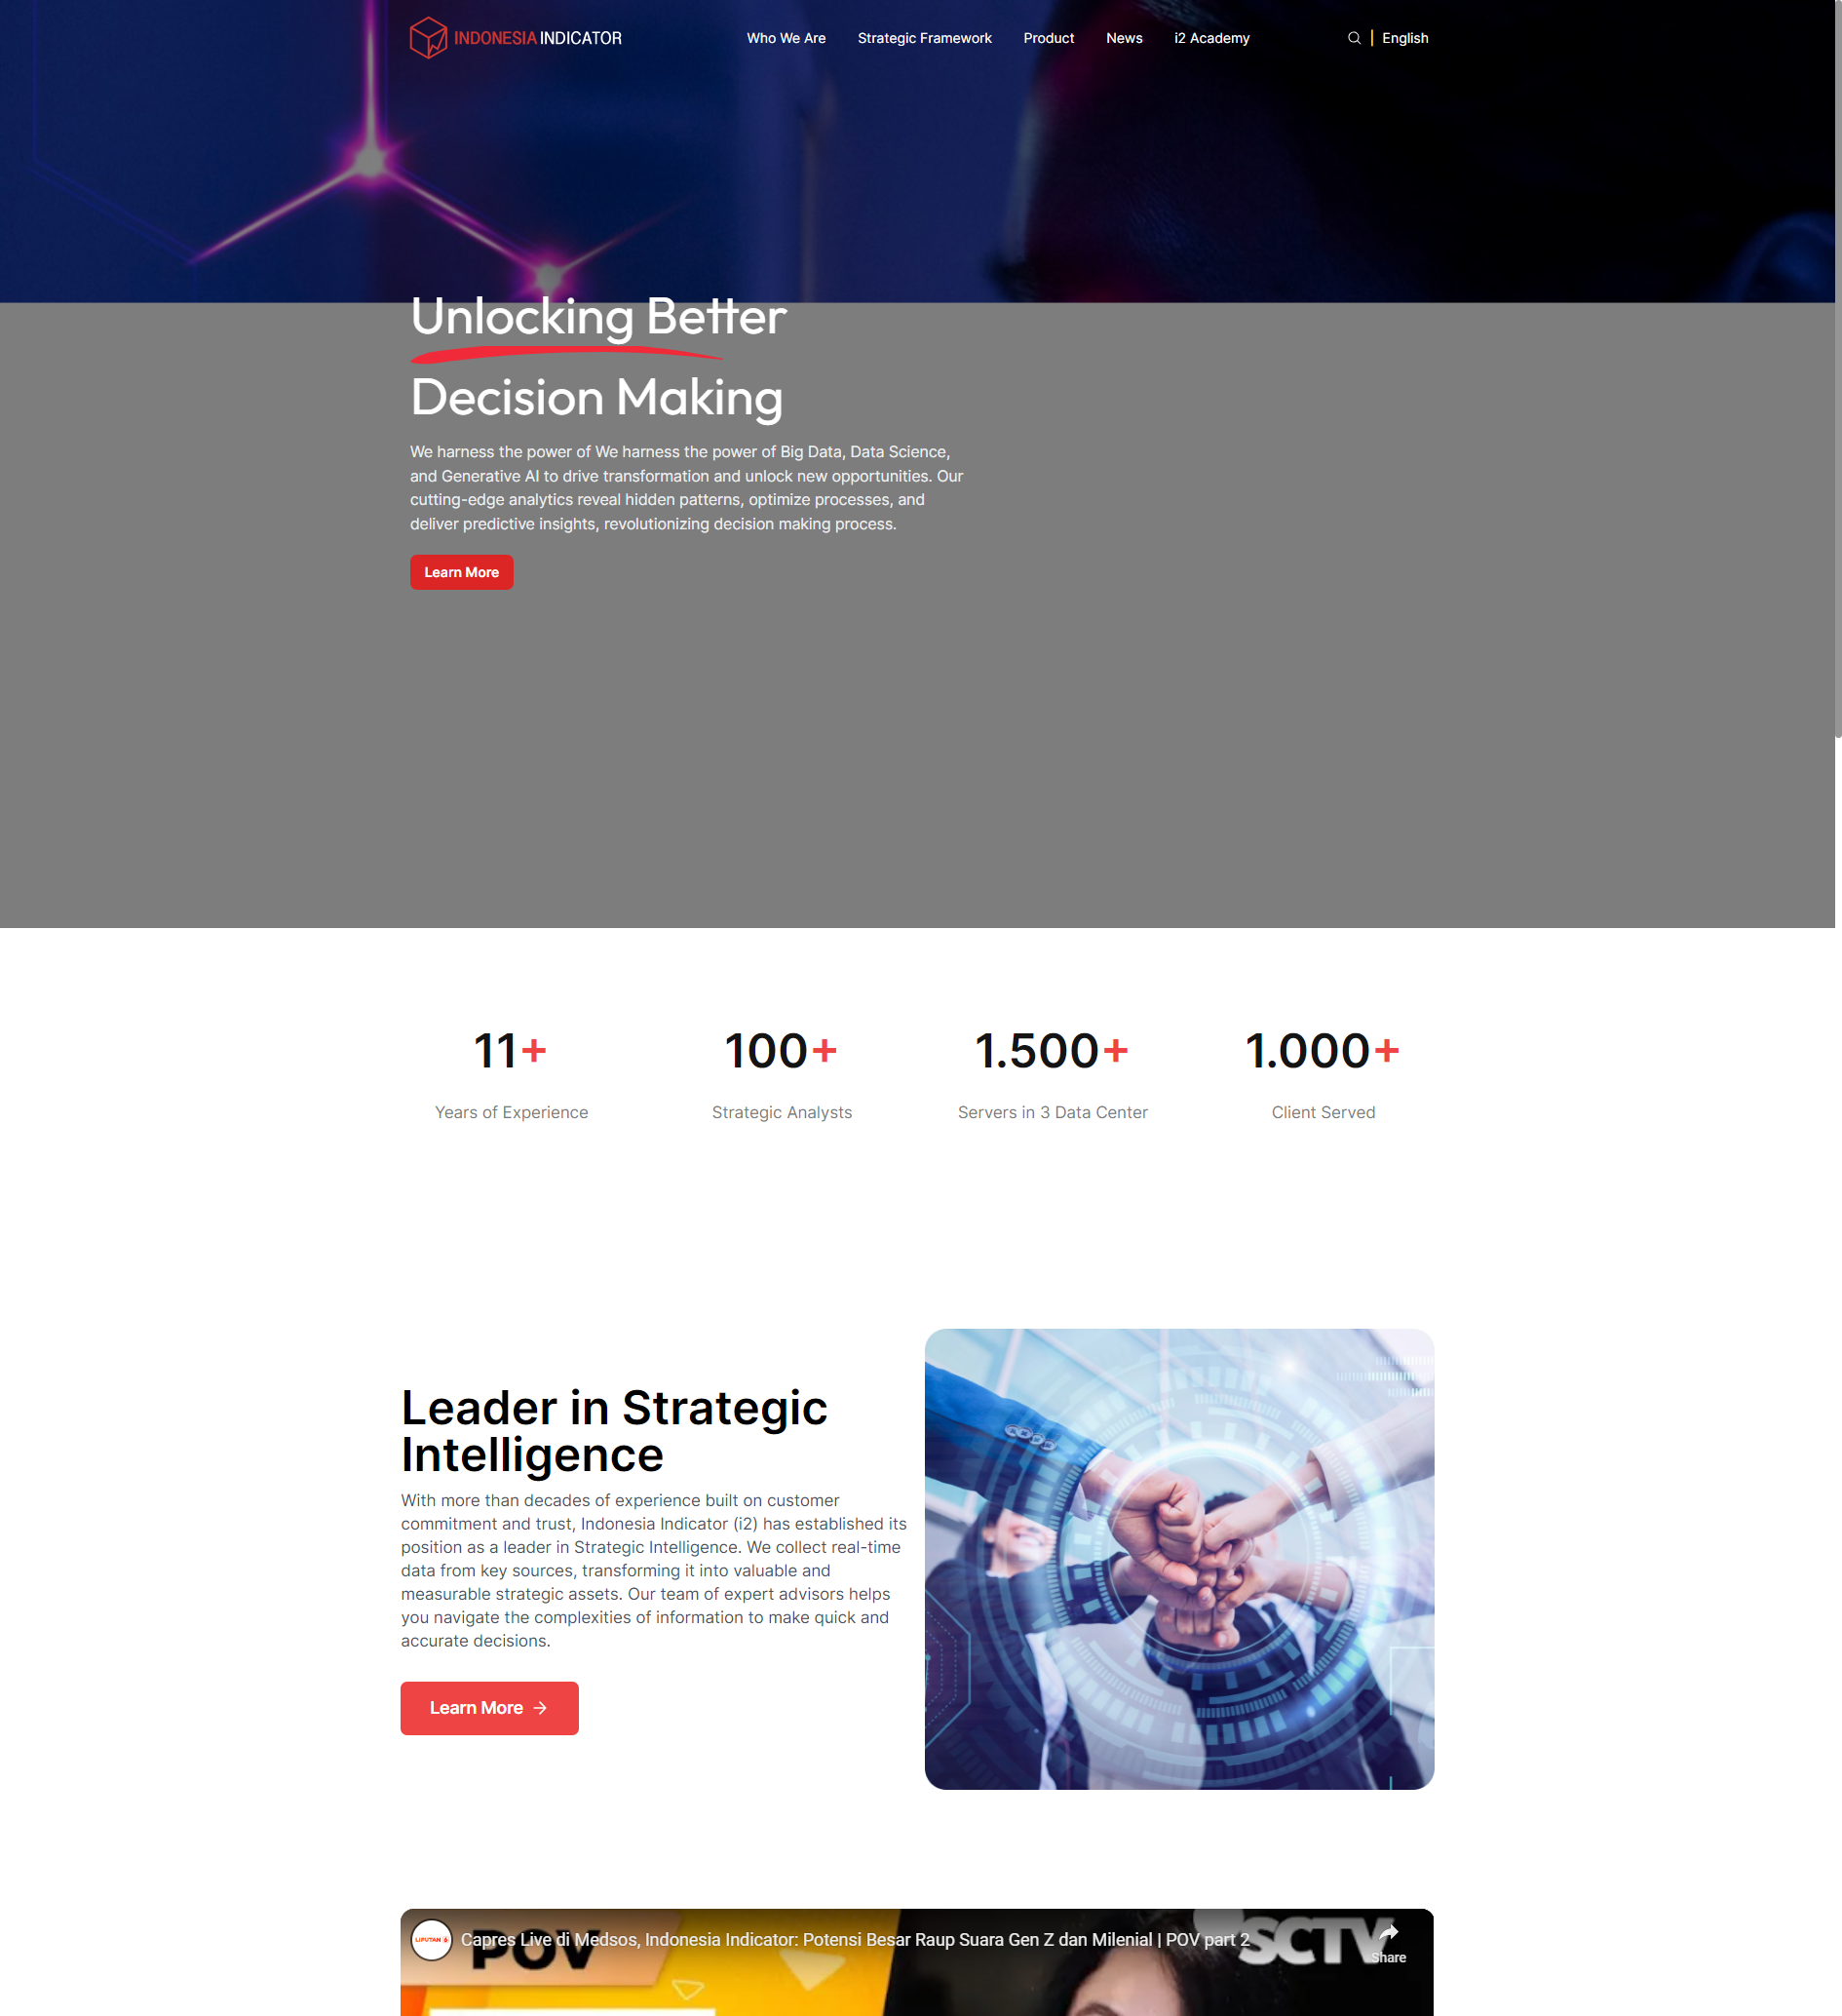 INDONESIA INDICATOR
Who We Are
Strategic Framework
Product
News
i2 Academy
English
Unlocking Better
Decision Making
We harness the power of We harness the power of Big Data, Data Science,
and Generative AI to drive transformation and unlock new opportunities. Our
cutting-edge analytics reveal hidden patterns, optimize processes, and
deliver predictive insights, revolutionizing decision making process.
Learn More
11+
100+
1.500+
1.000+
Years of Experience
Strategic Analysts
Servers in 3 Data Center
Client Served
Leader in Strategic
Intelligence
With more than decades of experience built on customer
commitment and trust, Indonesia Indicator (i2) has established its
position as a leader in Strategic Intelligence. We collect real-time
data from key sources, transforming it into valuable and
measurable strategic assets. Our team of expert advisors helps
you navigate the complexities of information to make quick and
accurate decisions.
Learn More
LIPUTAN 6
Capres Live di Medsos, Indonesia Indicator: Potensi Besar Raup Suara Gen Z dan Milenial | POV part 2
POV
SCTV
Share